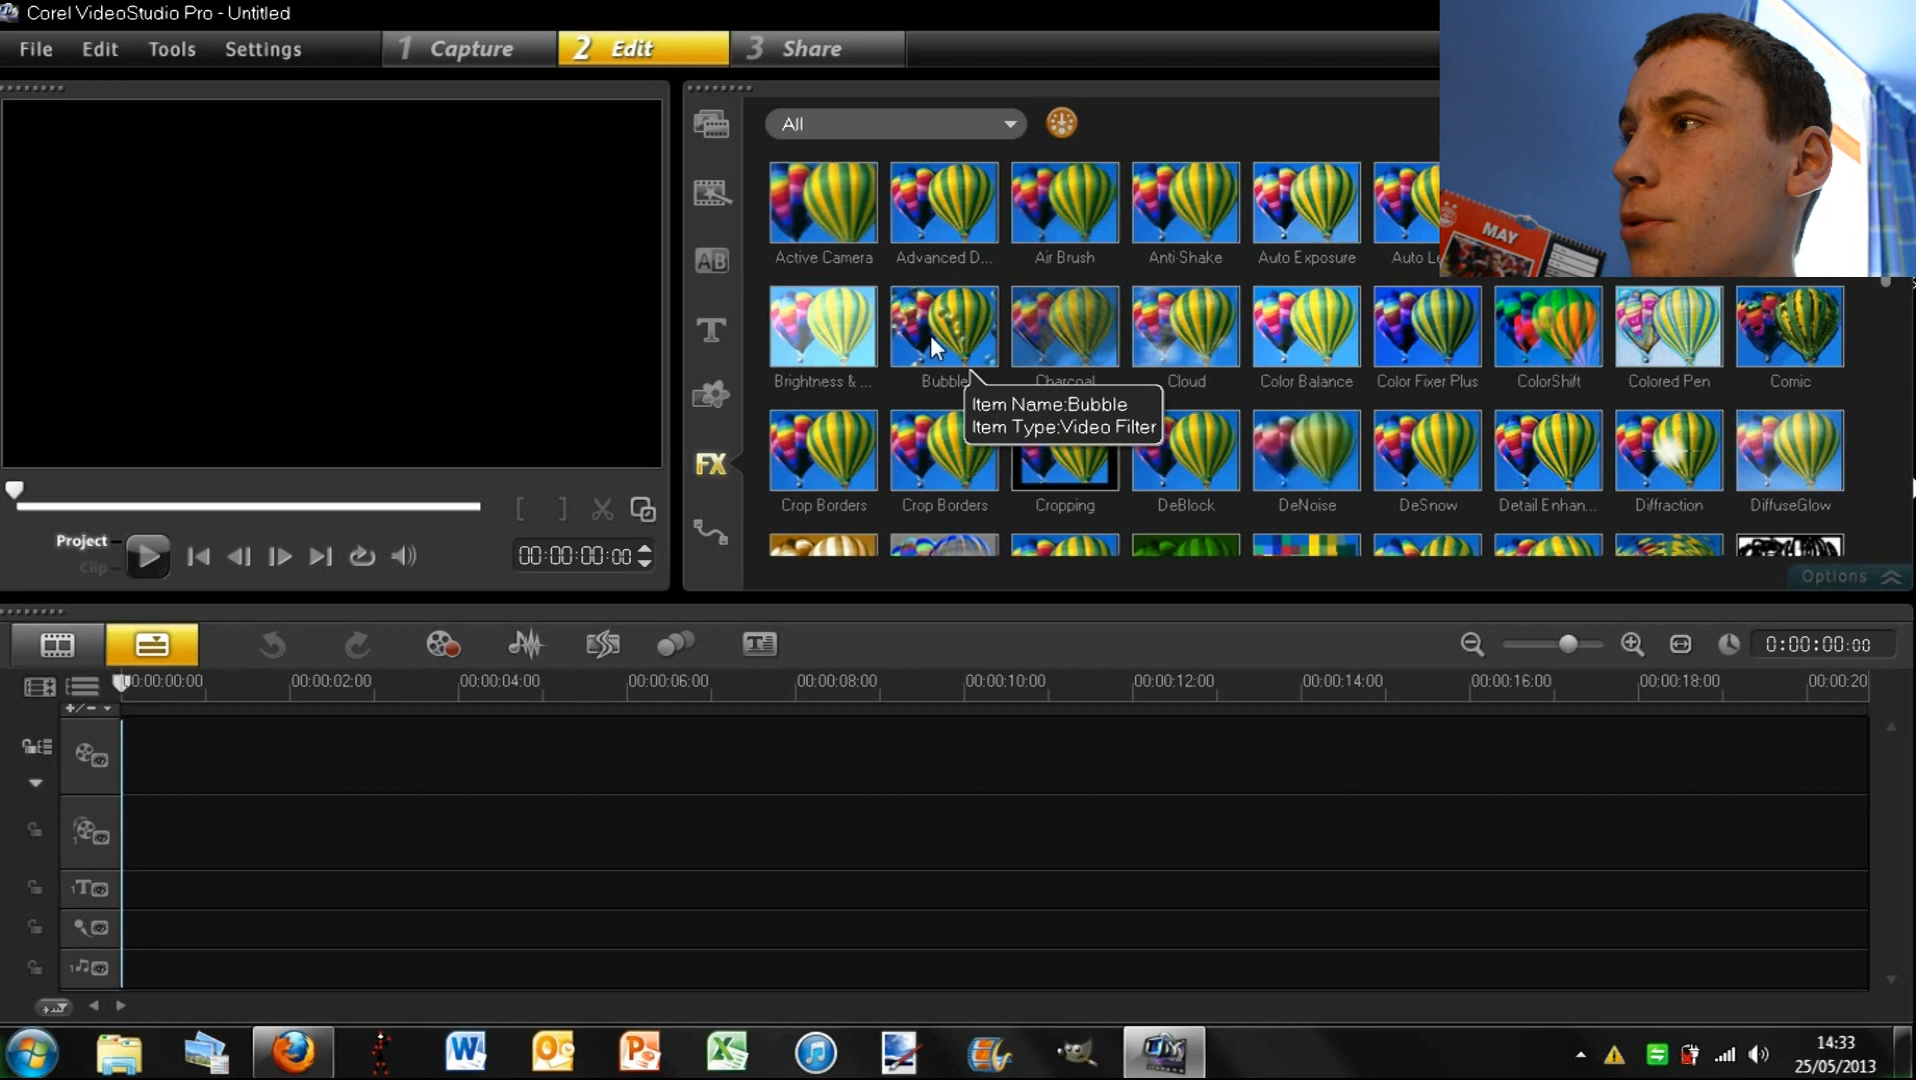 Corel VideoStudio Pro - Untitled
File Edit Tools Settings 1 Capture 2 Edit 3 Share
MAY
All
AB
T
FX
Active Camera Advanced D... Air Brush Anti-Shake Auto Exposure Auto Le
Brightness & ... Bubble Charcoal Cloud Color Balance Color Fixer Plus ColorShift Colored Pen Comic
Item Name:Bubble
Item Type:Video Filter
Crop Borders Crop Borders Cropping DeBlock DeNoise DeSnow Detail Enhan... Diffraction DiffuseGlow
Options
Project
Clip
[ ] 00:00:00:00
0:00:00:00
00:00:00:00 00:00:02:00 00:00:04:00 00:00:06:00 00:00:08:00 00:00:10:00 00:00:12:00 00:00:14:00 00:00:16:00 00:00:18:00 00:00:20
+/-
1
1T
1
14:33
25/05/2013